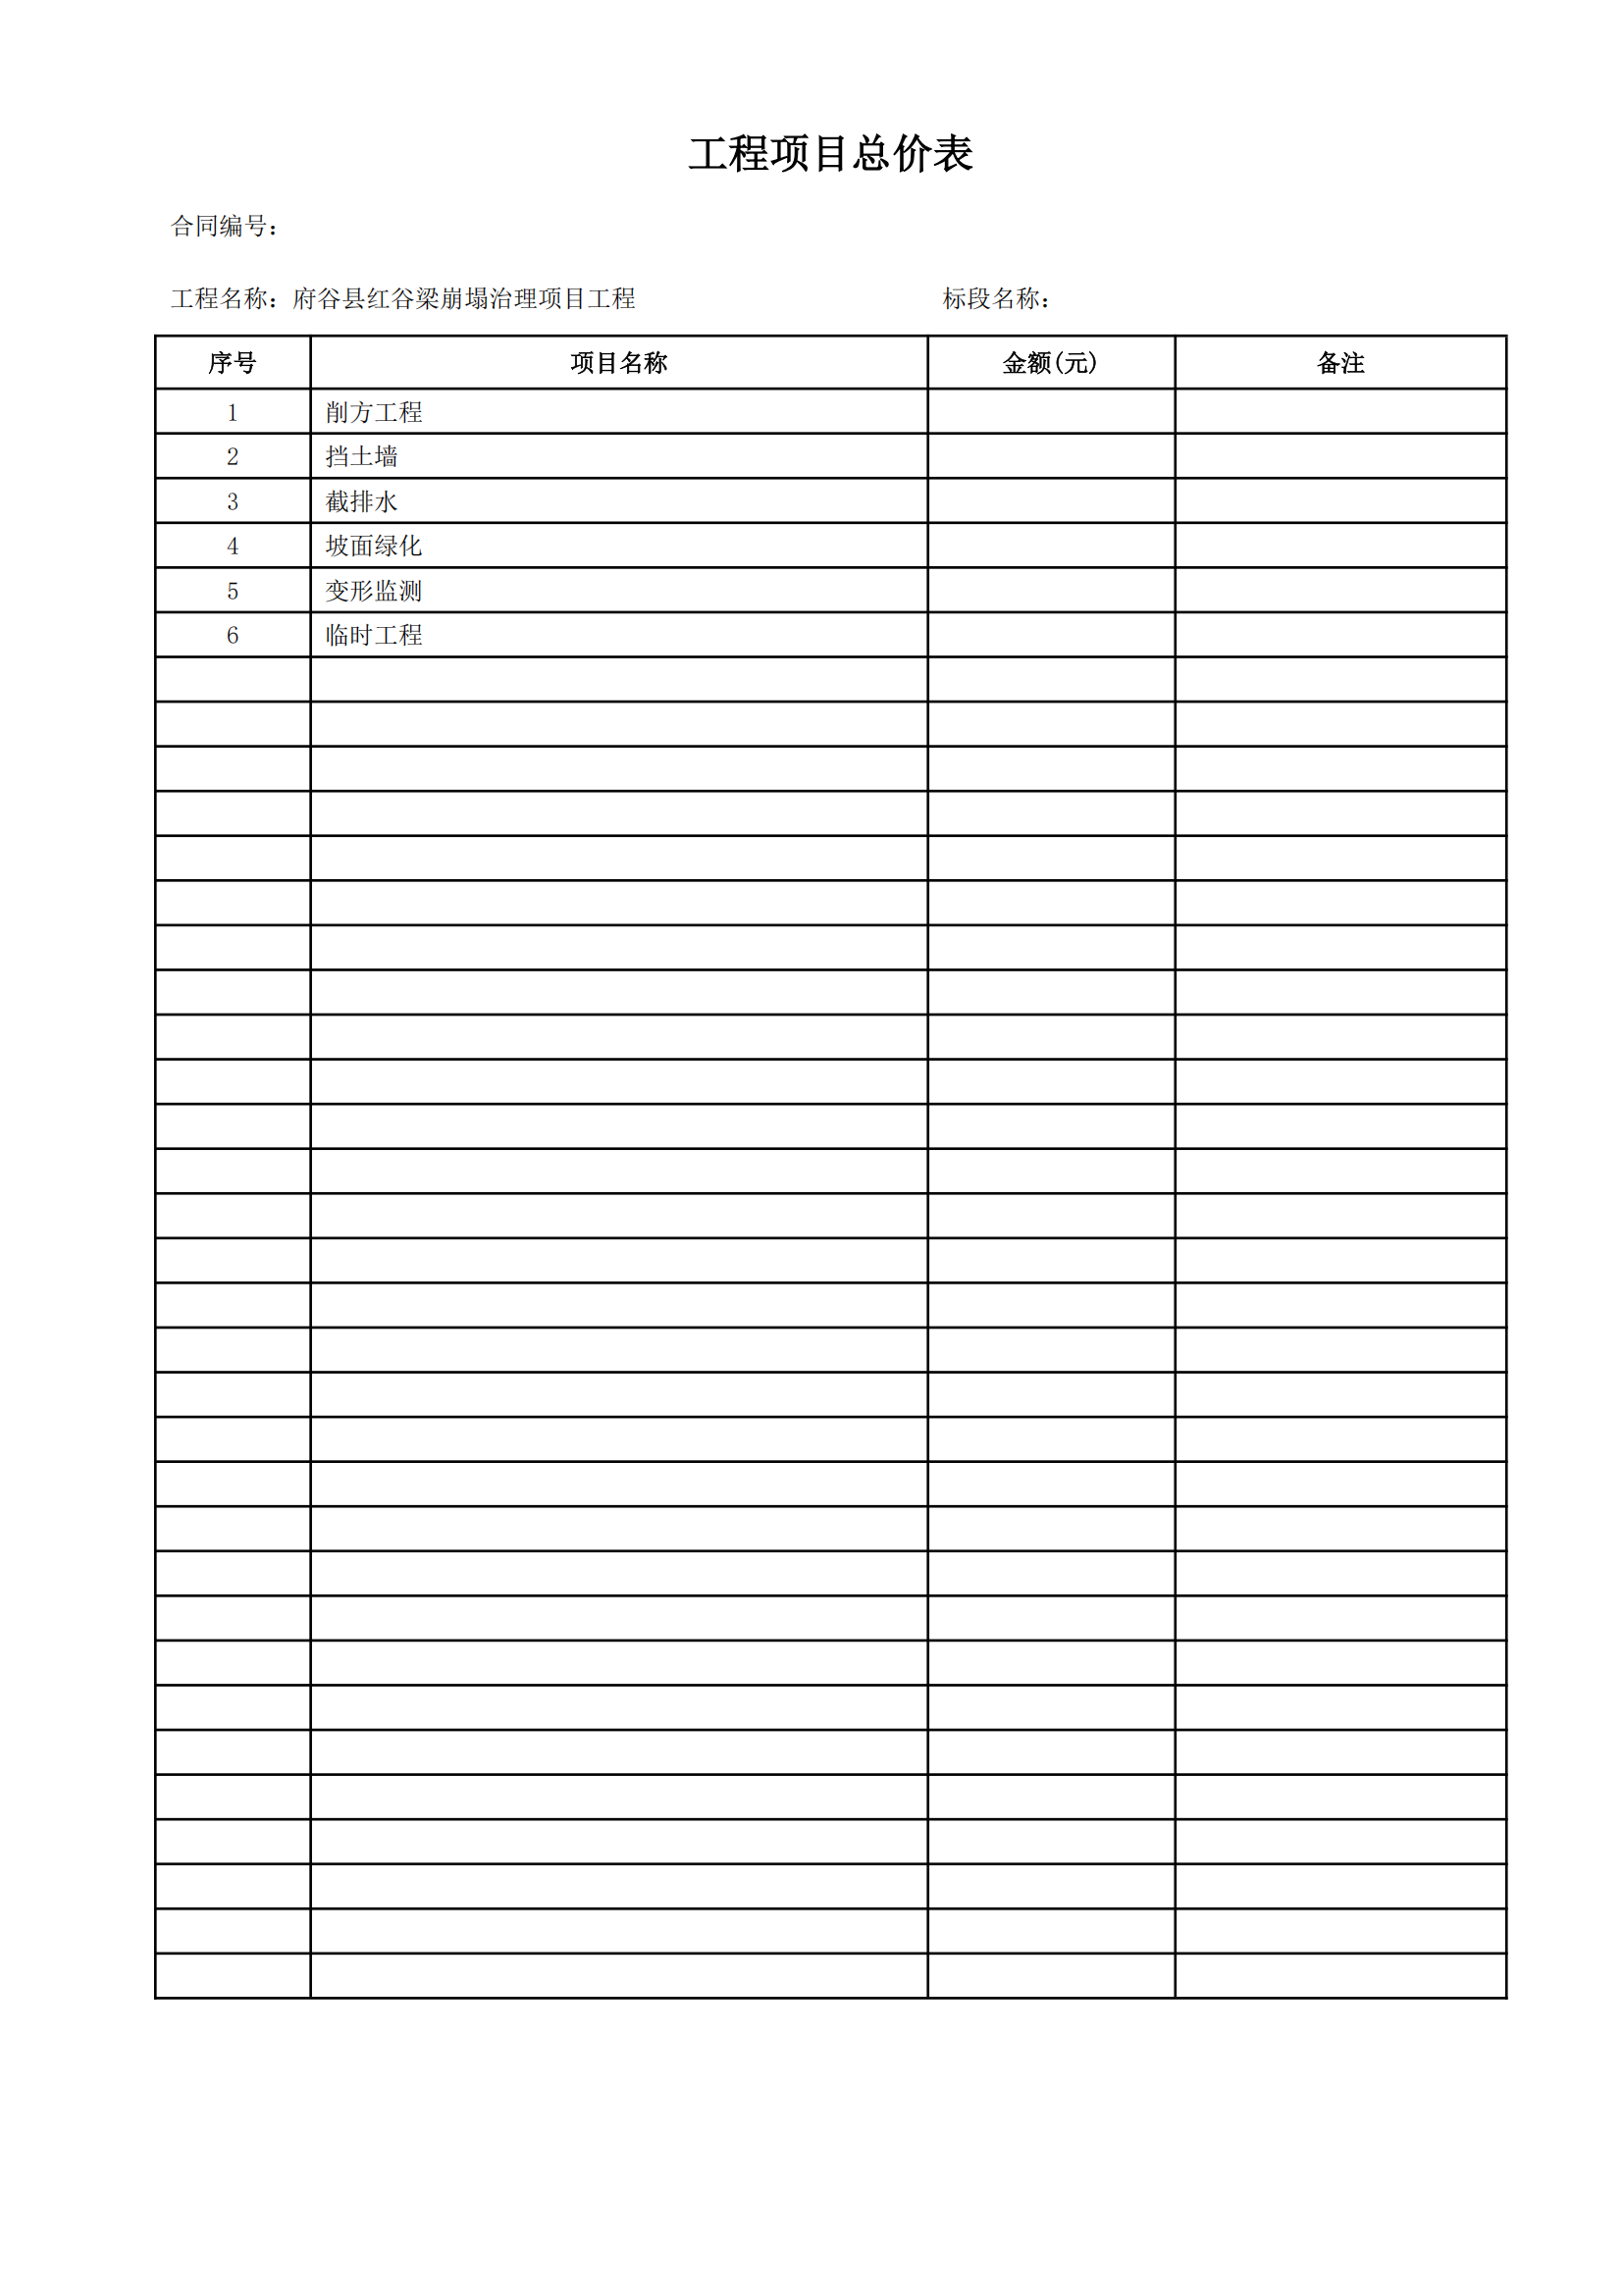 工程项目总价表
合同编号：
工程名称：府谷县红谷梁崩塌治理项目工程 标段名称：
序号 项目名称 金额(元) 备注
1 削方工程
2 挡土墙
3 截排水
4 坡面绿化
5 变形监测
6 临时工程